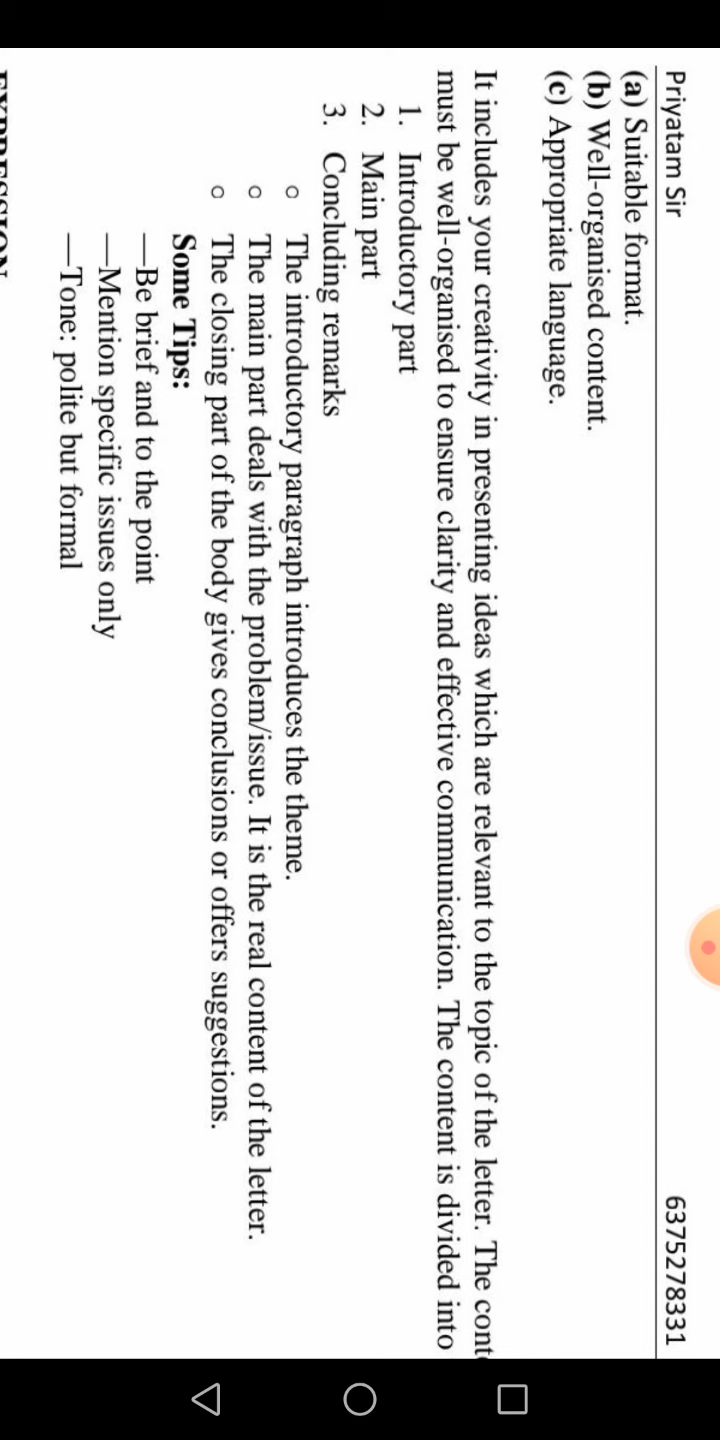 Priyatam Sir 6375278331
(a) Suitable format.
(b) Well-organised content.
(c) Appropriate language.
It includes your creativity in presenting ideas which are relevant to the topic of the letter. The
must be well-organised to ensure clarity and effective communication. The content is divided into
1. Introductory part
2. Main part
3. Concluding remarks
o The introductory paragraph introduces the theme.
o The main part deals with the problem/issue. It is the real content of the letter.
o The closing part of the body gives conclusions or offers suggestions.
Some Tips:
—Be brief and to the point
—Mention specific issues only
—Tone: polite but formal